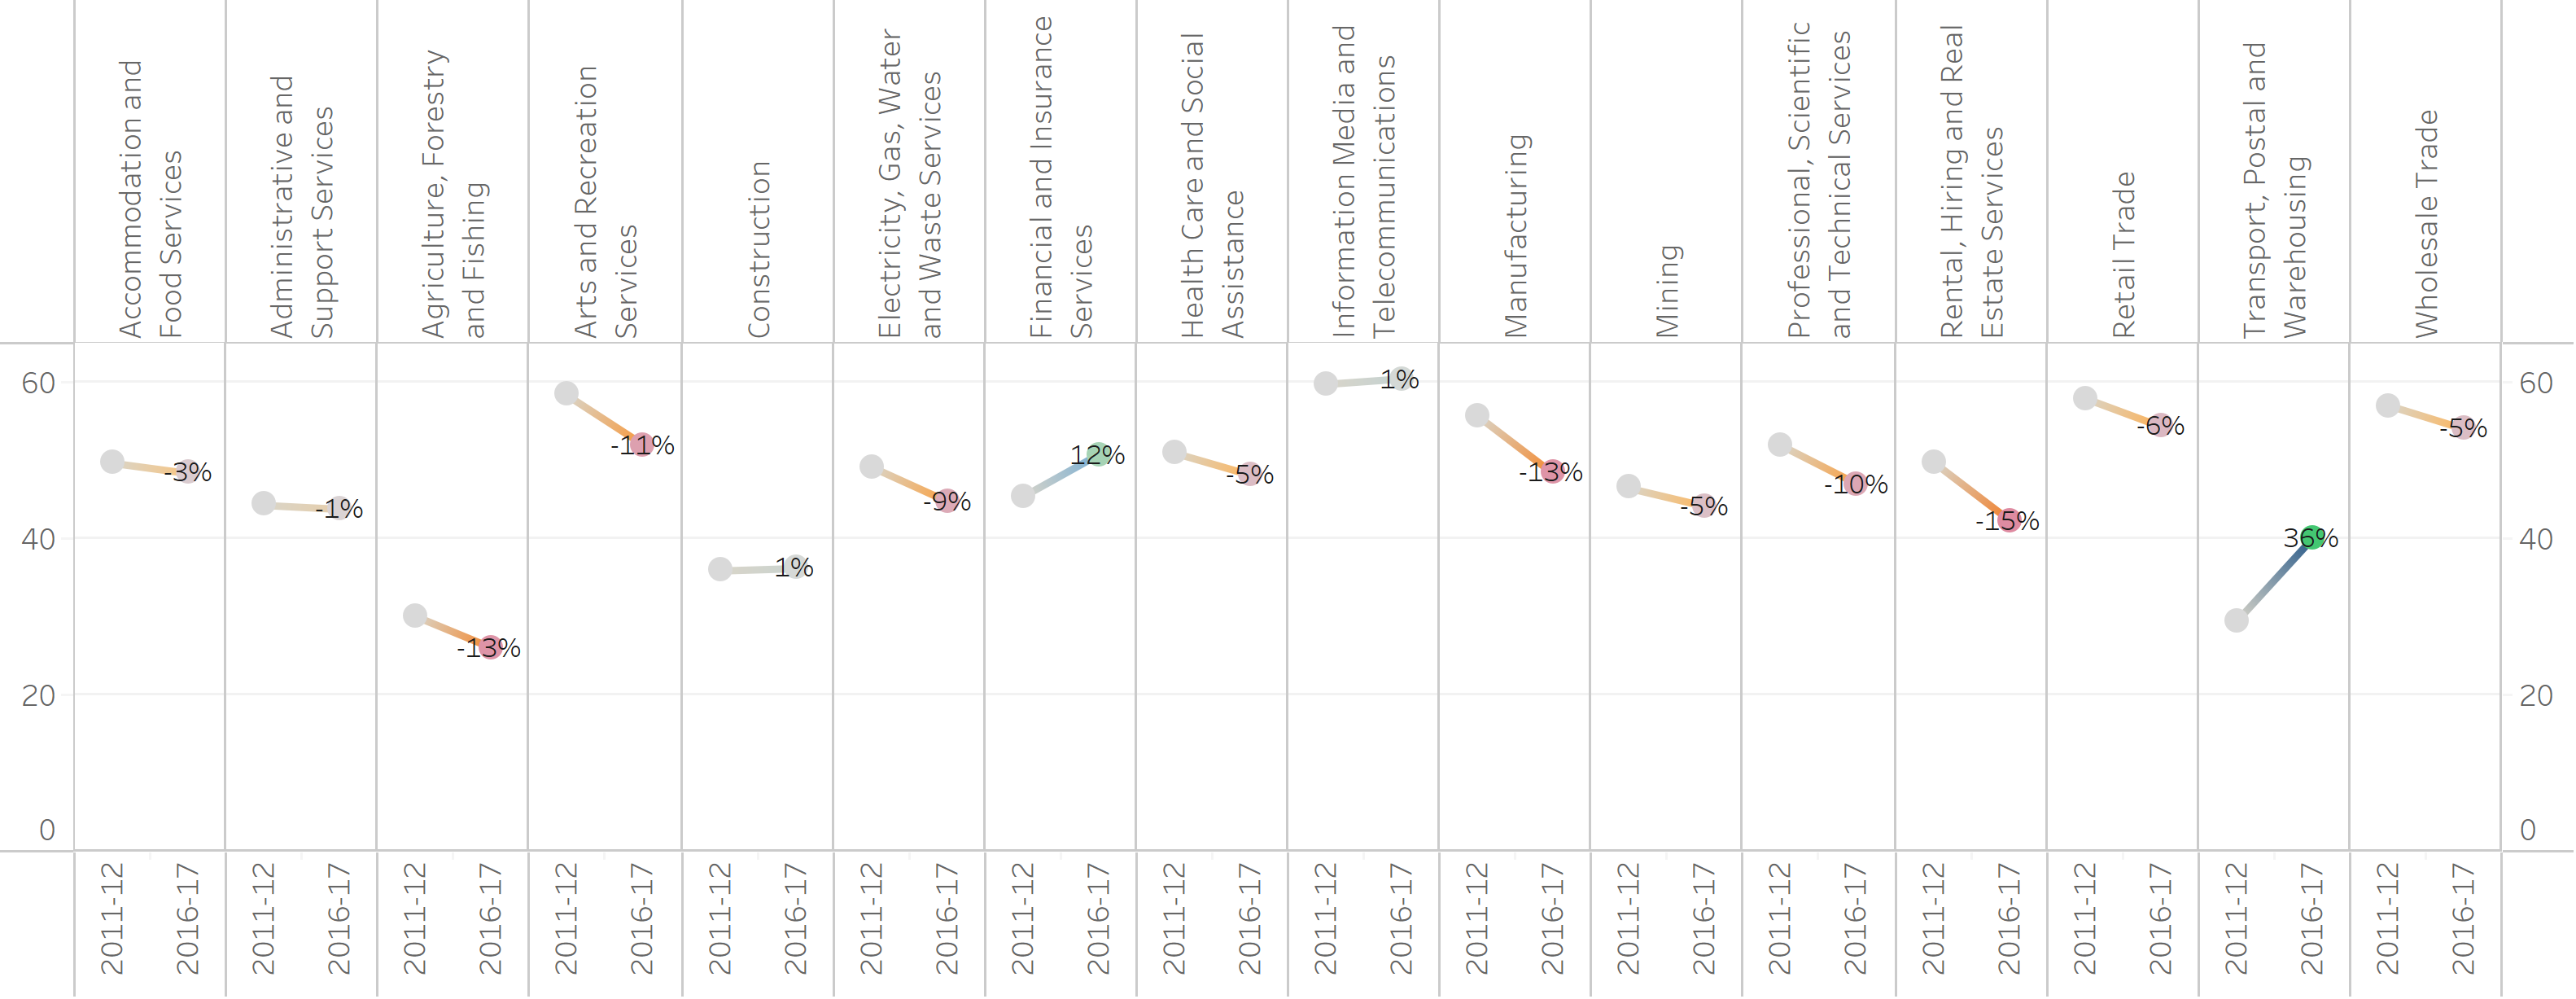 Accommodation and
Food Services
Administrative and
Support Services
Agriculture, Forestry
and Fishing
Arts and Recreation
Services
Construction
Electricity, Gas, Water
and Waste Services
Financial and Insurance
Services
Health Care and Social
Assistance
Information Media and
Telecommunications
Manufacturing
Mining
Professional, Scientific
and Technical Services
Rental, Hiring and Real
Estate Services
Retail Trade
Transport, Postal and
Warehousing
Wholesale Trade
60
40
20
0
-3%
-1%
-13%
-11%
1%
-9%
12%
-5%
1%
-13%
-5%
-10%
-15%
-6%
36%
-5%
60
40
20
0
2011-12
2016-17
2011-12
2016-17
2011-12
2016-17
2011-12
2016-17
2011-12
2016-17
2011-12
2016-17
2011-12
2016-17
2011-12
2016-17
2011-12
2016-17
2011-12
2016-17
2011-12
2016-17
2011-12
2016-17
2011-12
2016-17
2011-12
2016-17
2011-12
2016-17
2011-12
2016-17